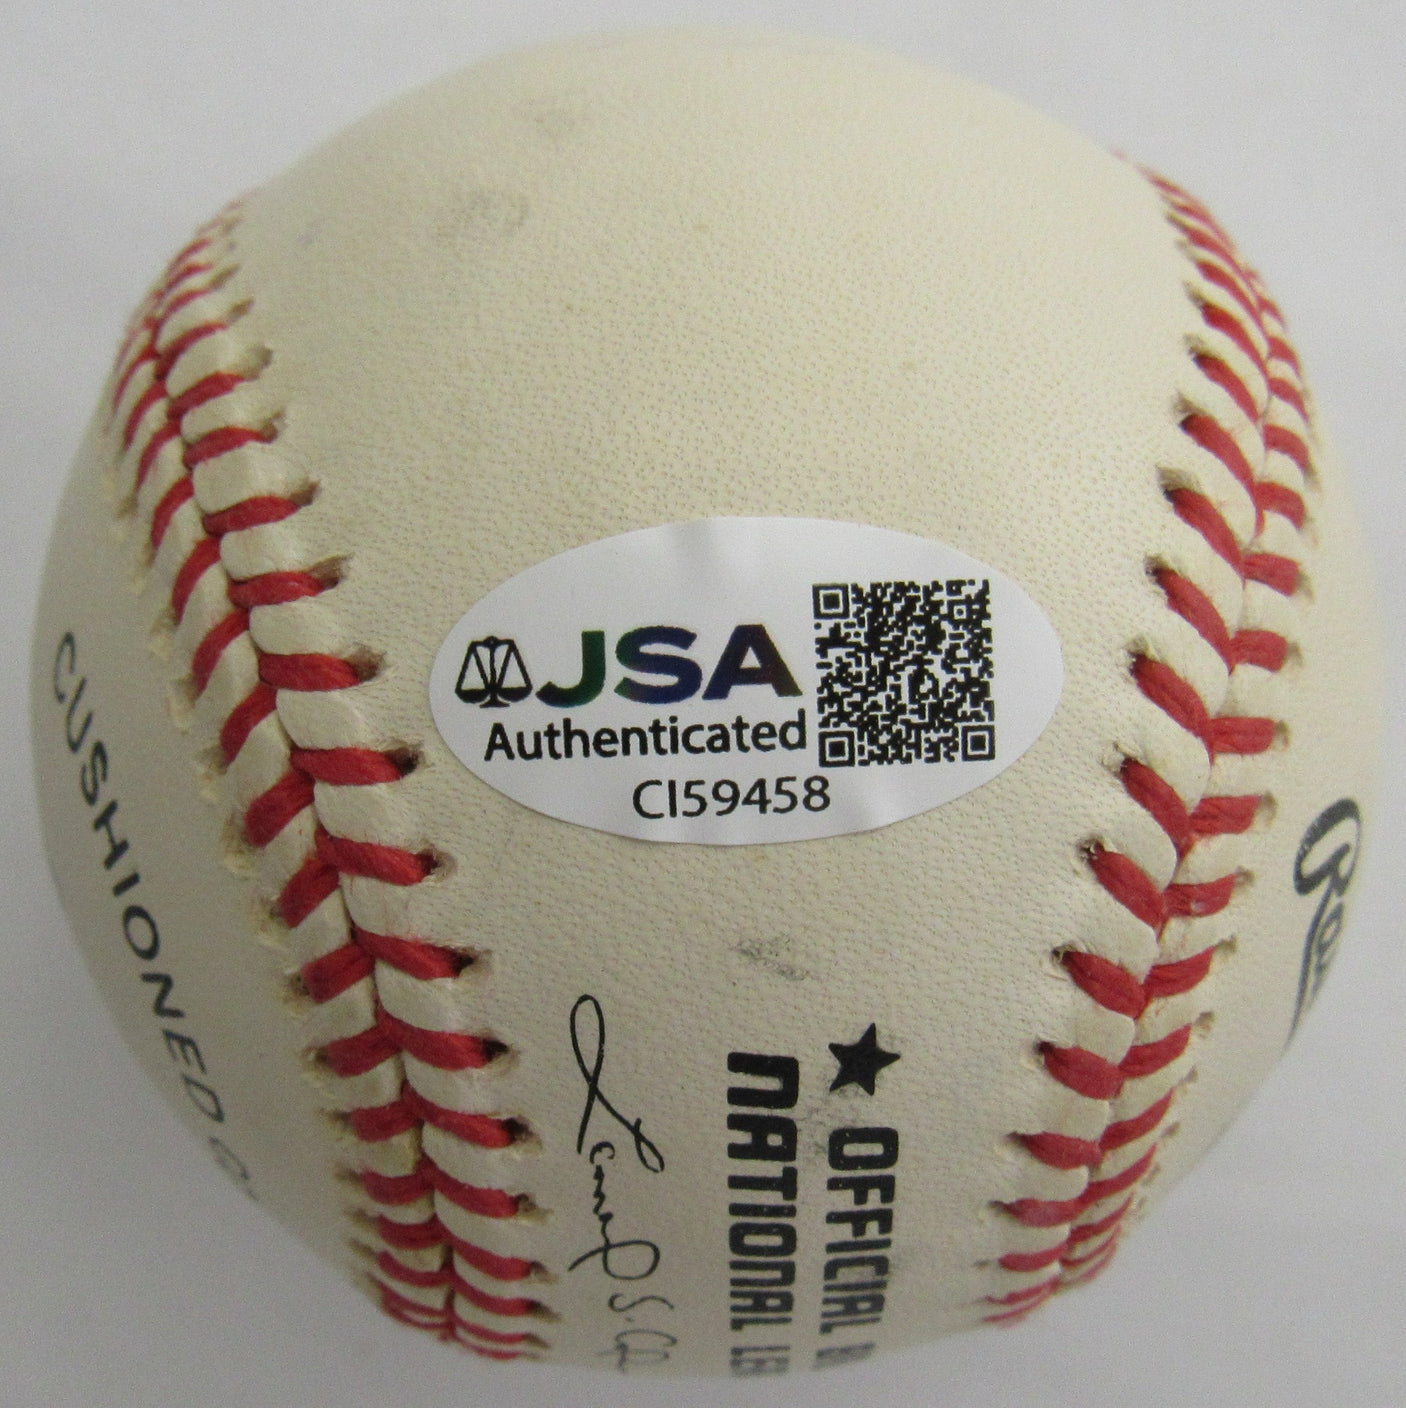 JSA
Authenticated
CI59458
CUSHIONED
★ OFFICIAL
NATIONAL